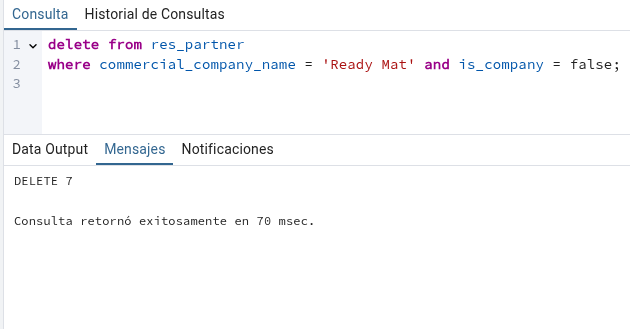 Consulta Historial de Consultas
1 delete from res_partner
2 where commercial_company_name = 'Ready Mat' and is_company = false;
3
Data Output Mensajes Notificaciones
DELETE 7
Consulta retornó exitosamente en 70 msec.